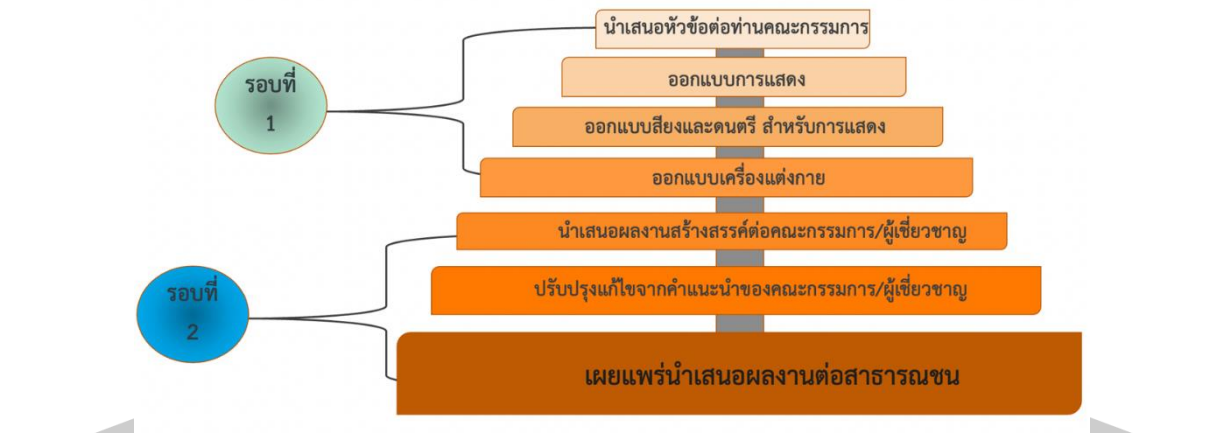 นำเสนอหัวข้อต่อท่านคณะกรรมการ
รอบที่
1
ออกแบบการแสดง
ออกแบบสียงและดนตรี สำหรับการแสดง
ออกแบบเครื่องแต่งกาย
นำเสนอผลงานสร้างสรรค์ต่อคณะกรรมการ/ผู้เชี่ยวชาญ
รอบที่
2
ปรับปรุงแก้ไขจากคำแนะนำของคณะกรรมการ/ผู้เชี่ยวชาญ
เผยแพร่นำเสนอผลงานต่อสาธารณชน